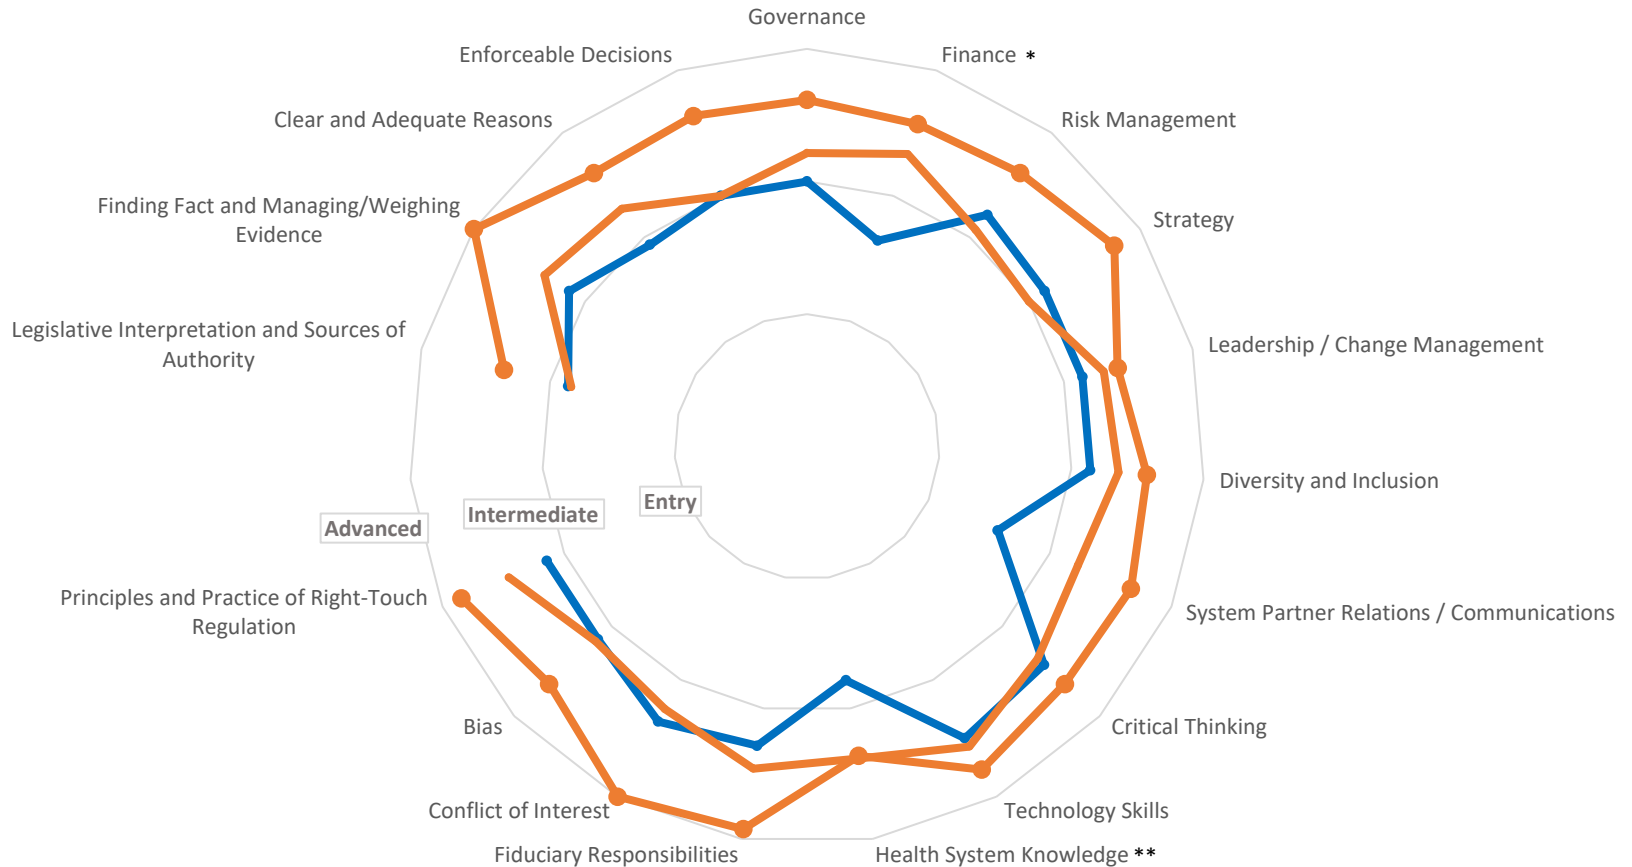 Governance
Enforceable Decisions
Finance *
Clear and Adequate Reasons
Risk Management
Finding Fact and Managing/Weighing
Evidence
Strategy
Legislative Interpretation and Sources of
Authority
Leadership / Change Management
Diversity and Inclusion
Entry
Intermediate
Advanced
Principles and Practice of Right-Touch
Regulation
System Partner Relations / Communications
Bias
Critical Thinking
Conflict of Interest
Technology Skills
Fiduciary Responsibilities
Health System Knowledge **